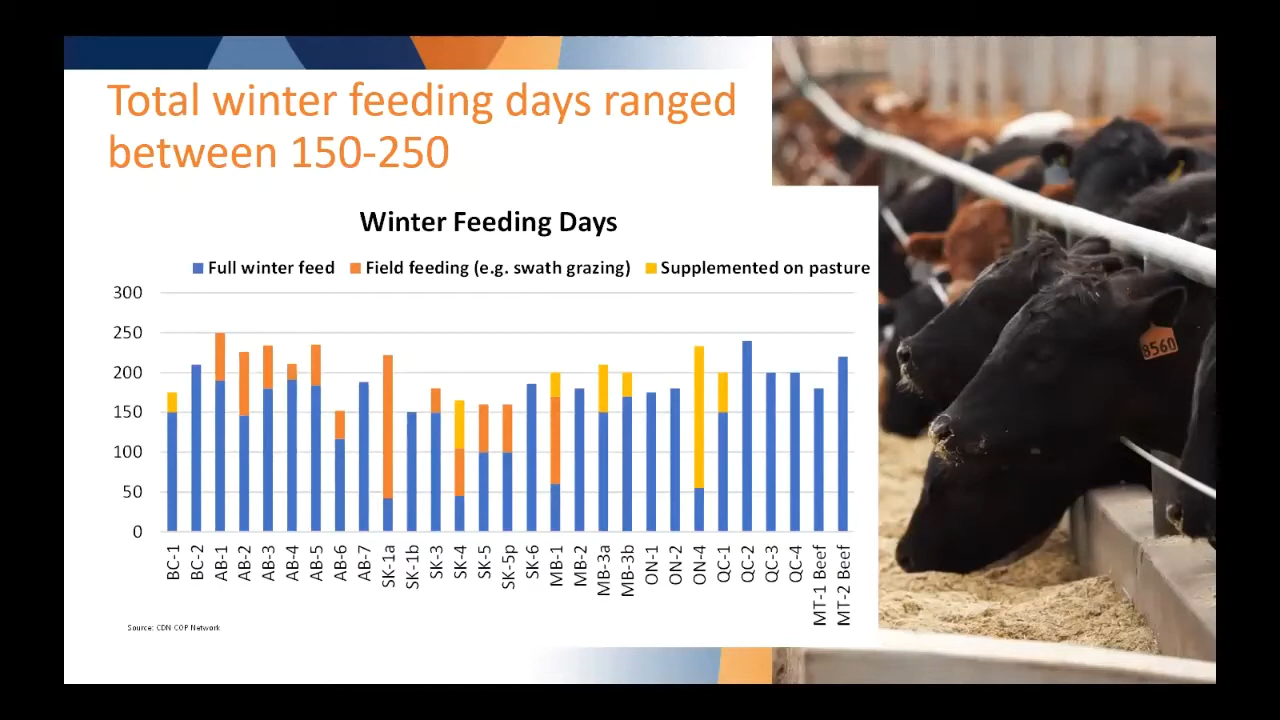 Total winter feeding days ranged
between 150-250
Winter Feeding Days
Full winter feed Field feeding (e.g. swath grazing) Supplemented on pasture
300
250
200
150
100
50
0
BC-1 BC-2 AB-1 AB-2 AB-3 AB-4 AB-5 AB-6 AB-7 SK-1a SK-1b SK-3 SK-4 SK-5 SK-5p SK-6 MB-1 MB-2 MB-3a MB-3b ON-1 ON-2 ON-4 QC-1 QC-2 QC-3 QC-4 MT-1 Beef MT-2 Beef
Source: CDN COP Network
8560